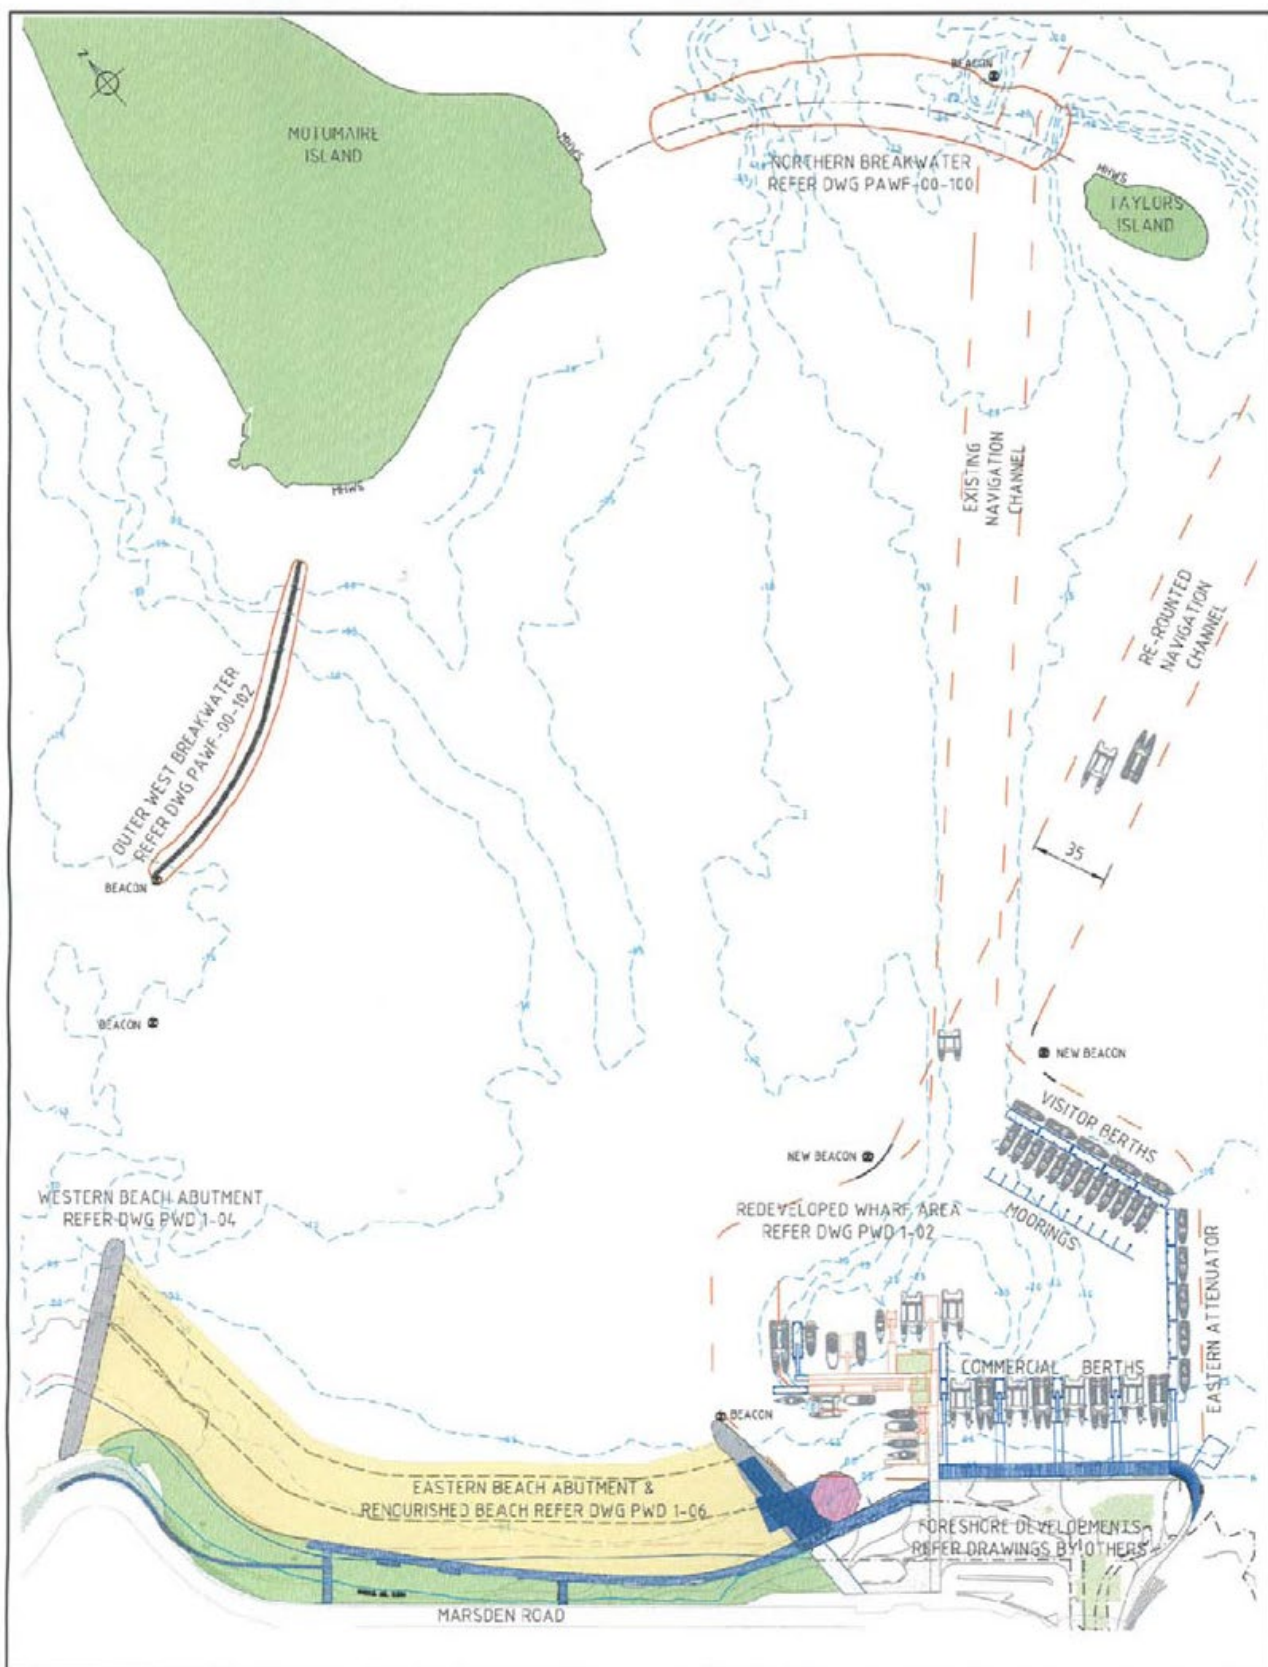 Z
MOTUMAIRE
ISLAND
MHWS
BEACON
NORTHERN BREAKWATER
REFER DWG PAWF-00-100
MHWS
TAYLORS
ISLAND
MHWS
EXISTING
NAVIGATION
CHANNEL
RE-ROUNTED
NAVIGATION
CHANNEL
OUTER WEST BREAKWATER
REFER DWG PAWF-00-102
BEACON
35
BEACON
NEW BEACON
VISITOR BERTHS
NEW BEACON
WESTERN BEACH ABUTMENT
REFER DWG PWD 1-04
REDEVELOPED WHARF AREA
REFER DWG PWD 1-02
MOORINGS
EASTERN ATTENUATOR
COMMERCIAL BERTHS
BEACON
EASTERN BEACH ABUTMENT &
RENOURISHED BEACH REFER DWG PWD 1-06
FORESHORE DEVELOPMENTS
REFER DRAWINGS BY OTHERS
MARSDEN ROAD